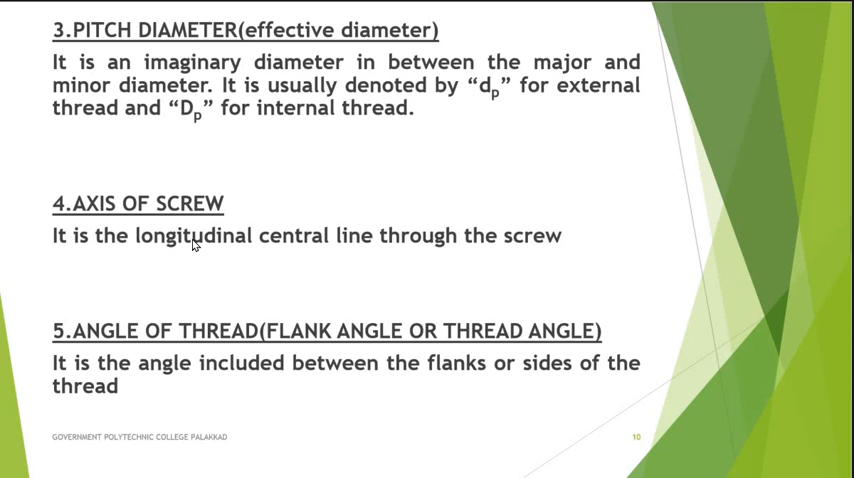 3.PITCH DIAMETER(effective diameter)
It is an imaginary diameter in between the major and
minor diameter. It is usually denoted by “dp” for external
thread and “Dp” for internal thread.
4.AXIS OF SCREW
It is the longitudinal central line through the screw
5.ANGLE OF THREAD(FLANK ANGLE OR THREAD ANGLE)
It is the angle included between the flanks or sides of the
thread
GOVERNMENT POLYTECHNIC COLLEGE PALAKKAD
10